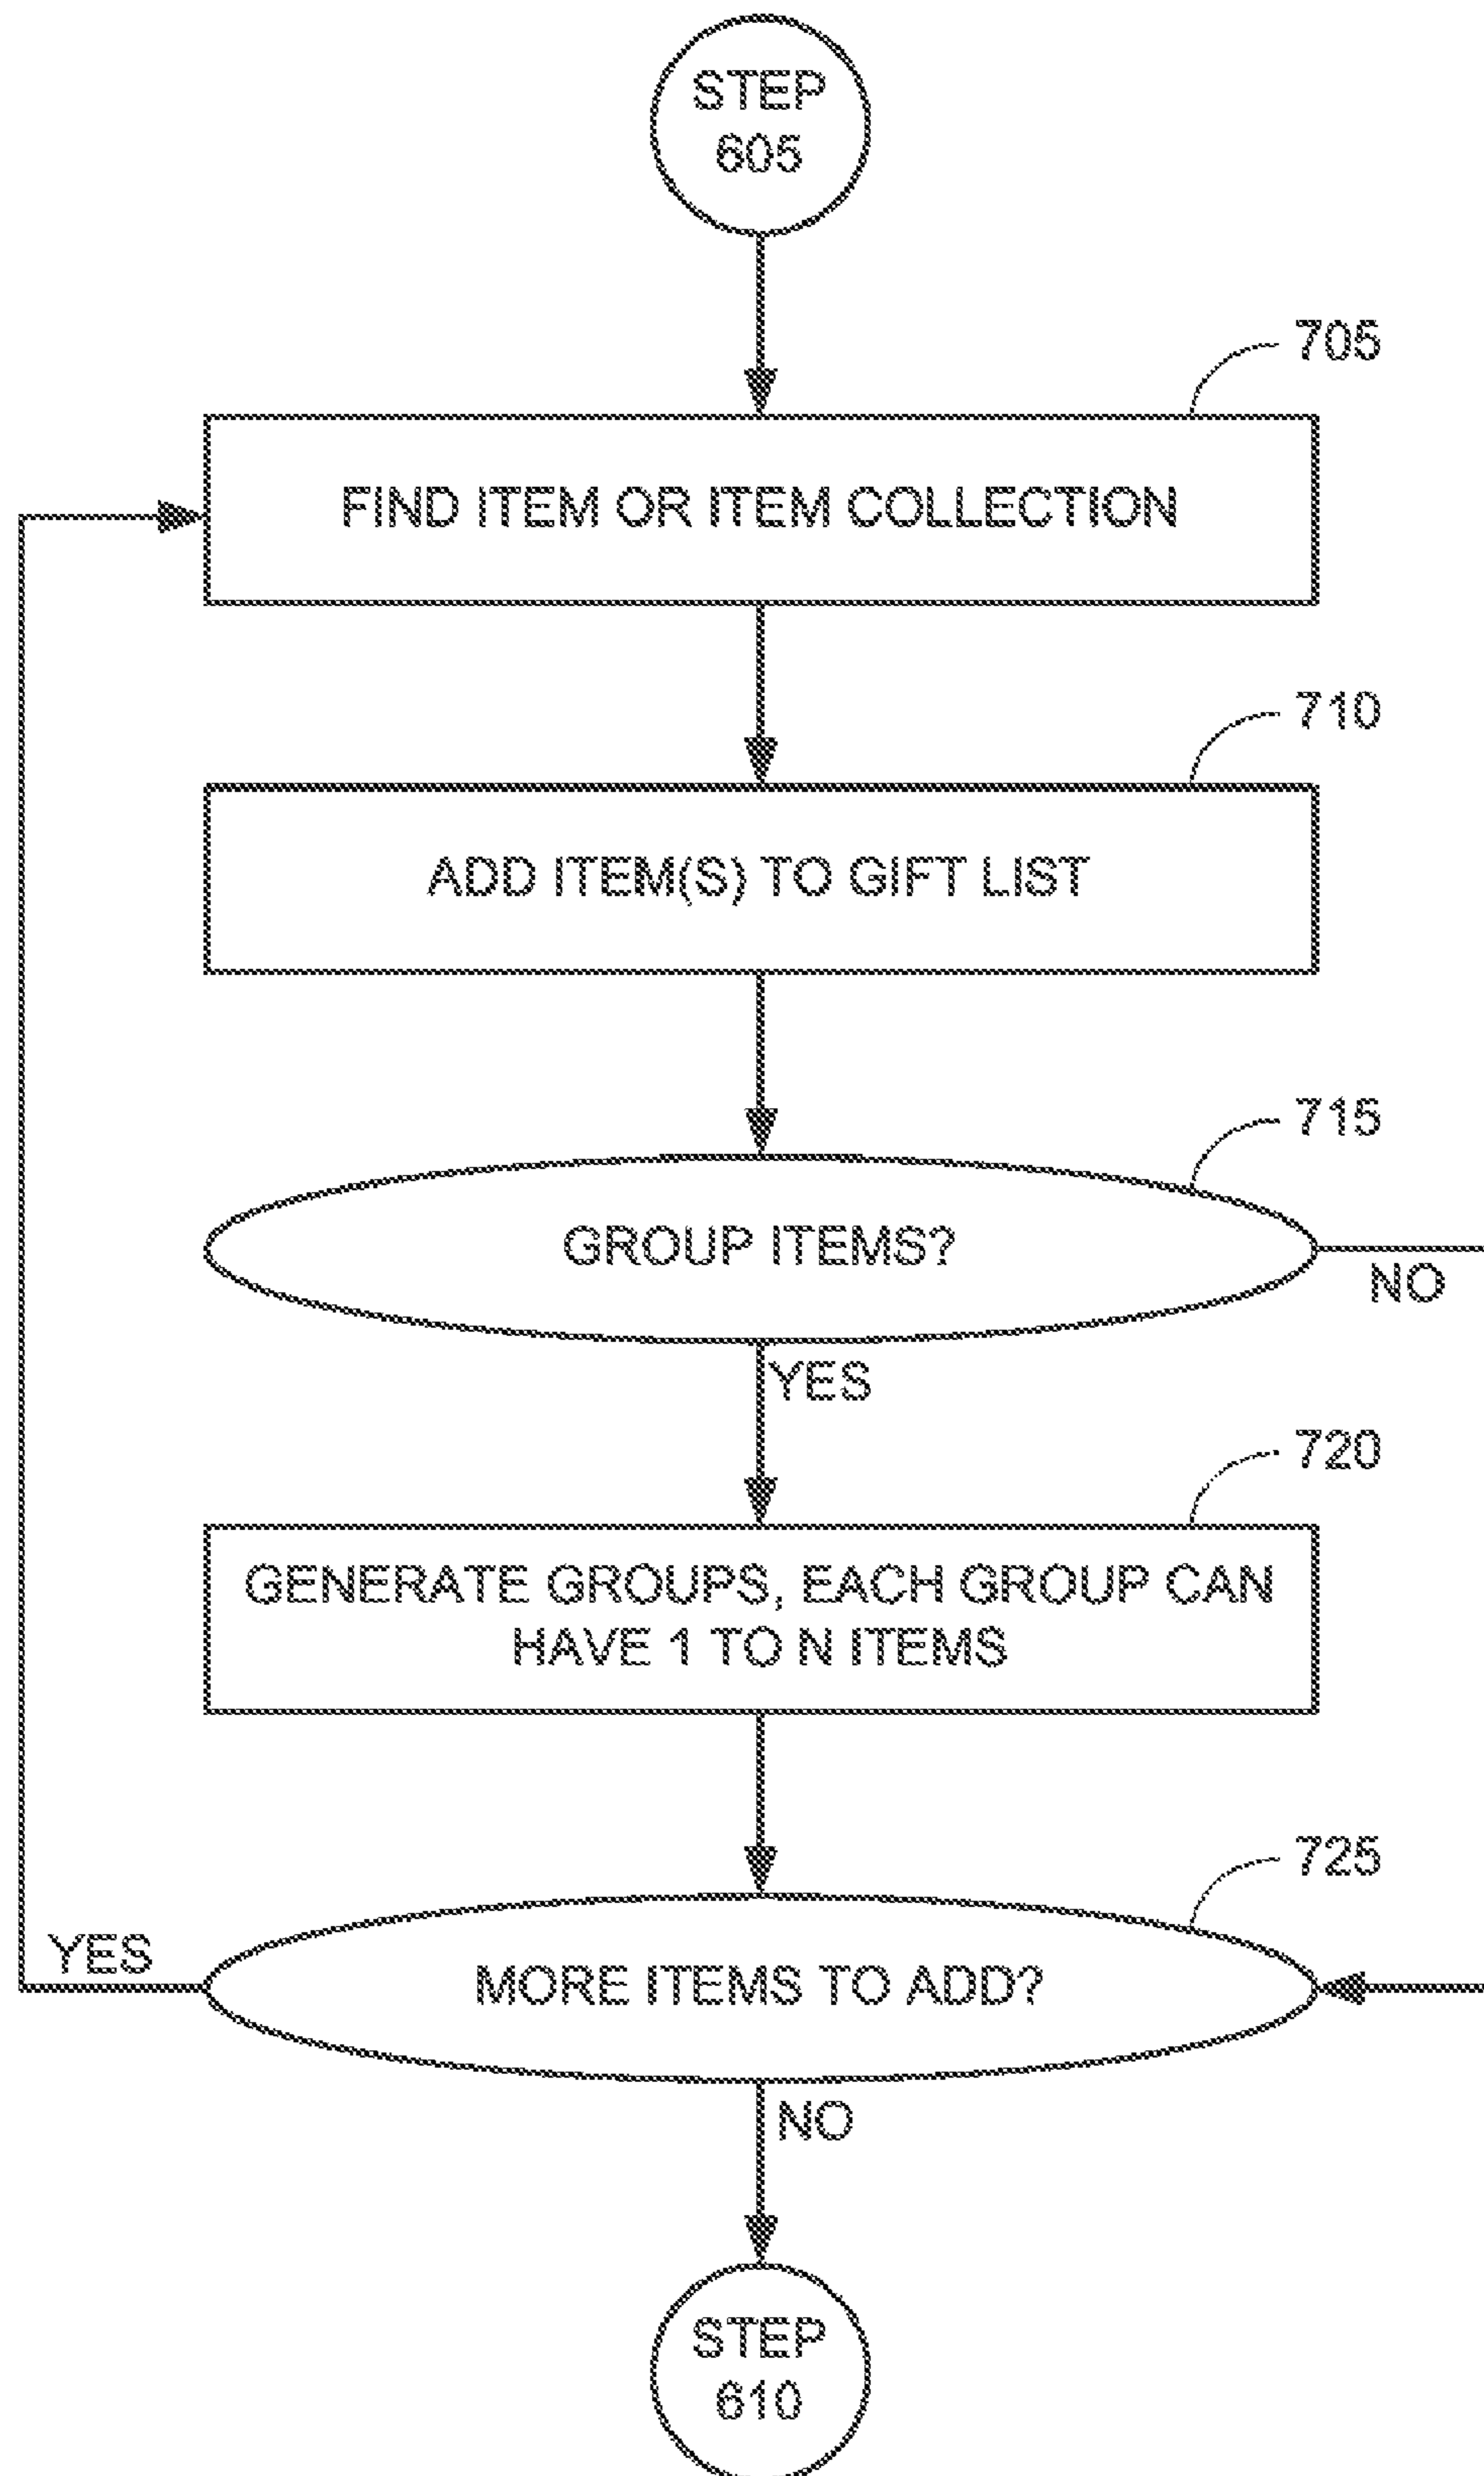 STEP
605
705
FIND ITEM OR ITEM COLLECTION
710
ADD ITEM(S) TO GIFT LIST
715
GROUP ITEMS?
NO
YES
720
GENERATE GROUPS, EACH GROUP CAN
HAVE 1 TO N ITEMS
725
YES
MORE ITEMS TO ADD?
NO
STEP
610